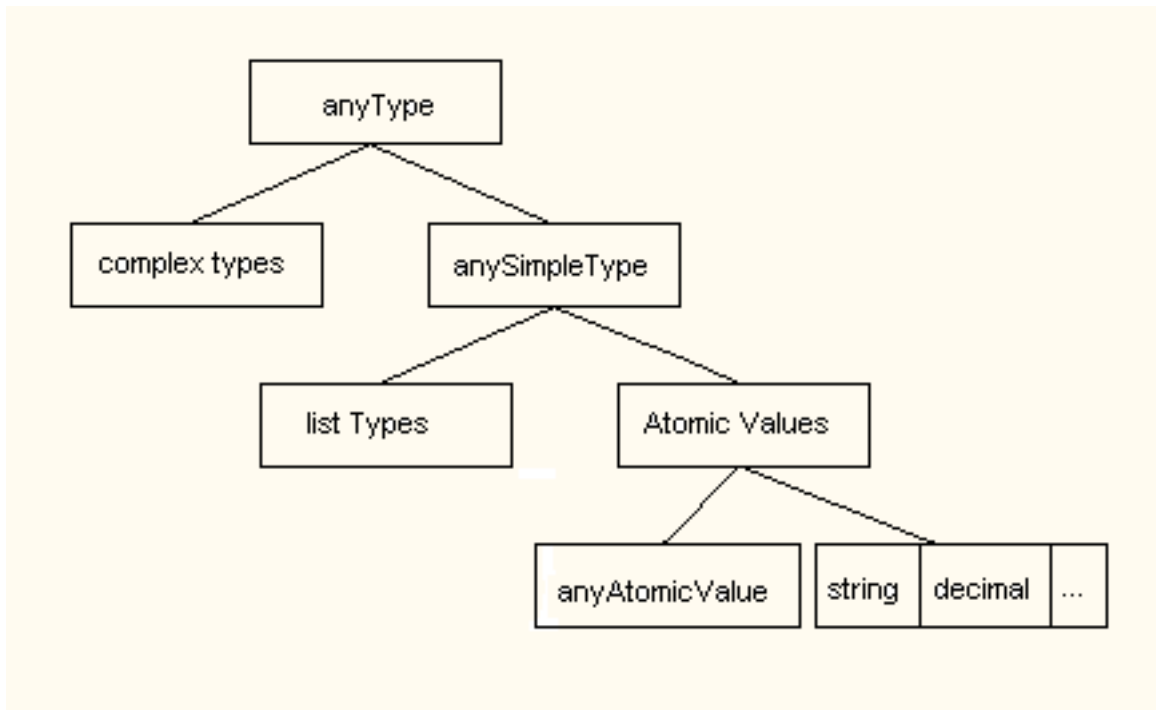 anyType
complex types
anySimpleType
list Types
Atomic Values
anyAtomicValue
string
decimal
...